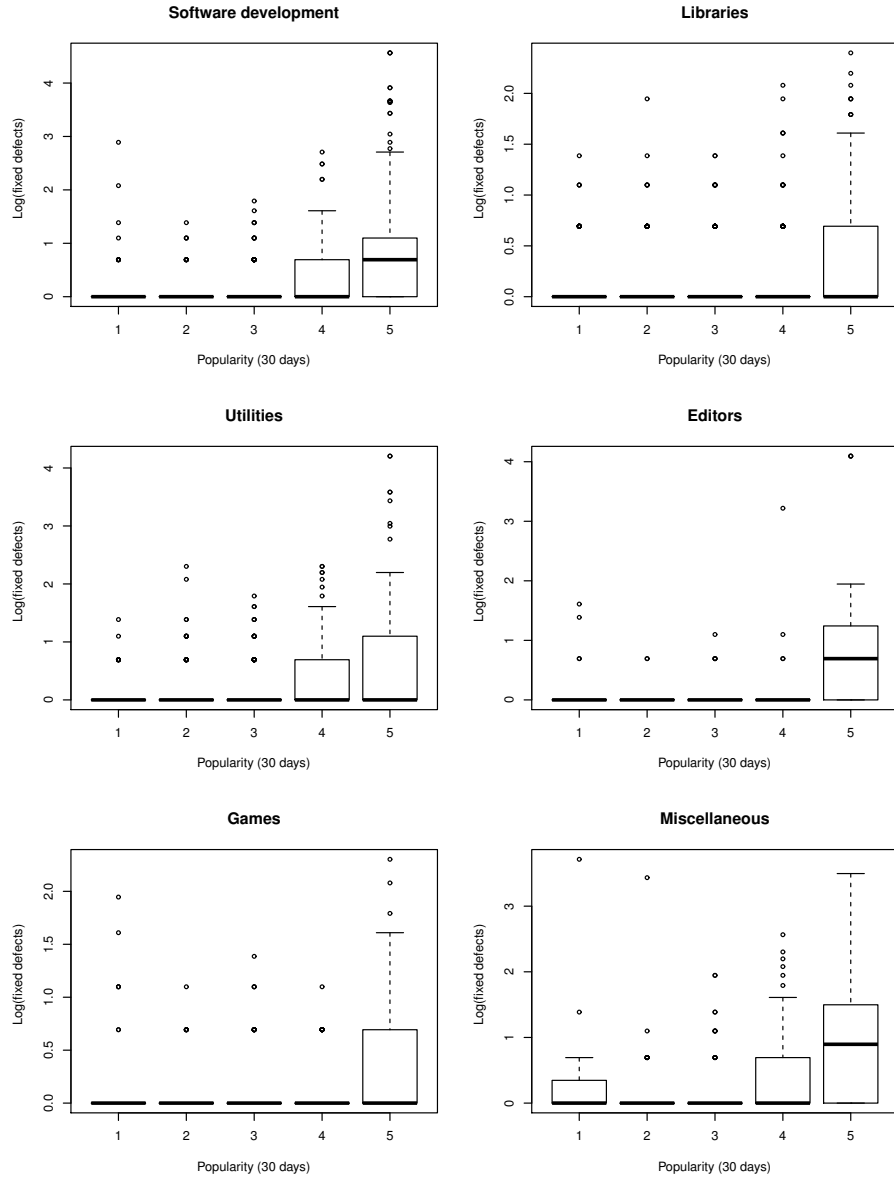 Software development
Log(fixed defects)
4
3
2
1
0
1 2 3 4 5
Popularity (30 days)
Libraries
Log(fixed defects)
2.0
1.5
1.0
0.5
0.0
1 2 3 4 5
Popularity (30 days)
Utilities
Log(fixed defects)
4
3
2
1
0
1 2 3 4 5
Popularity (30 days)
Editors
Log(fixed defects)
4
3
2
1
0
1 2 3 4 5
Popularity (30 days)
Games
Log(fixed defects)
2.0
1.5
1.0
0.5
0.0
1 2 3 4 5
Popularity (30 days)
Miscellaneous
Log(fixed defects)
3
2
1
0
1 2 3 4 5
Popularity (30 days)